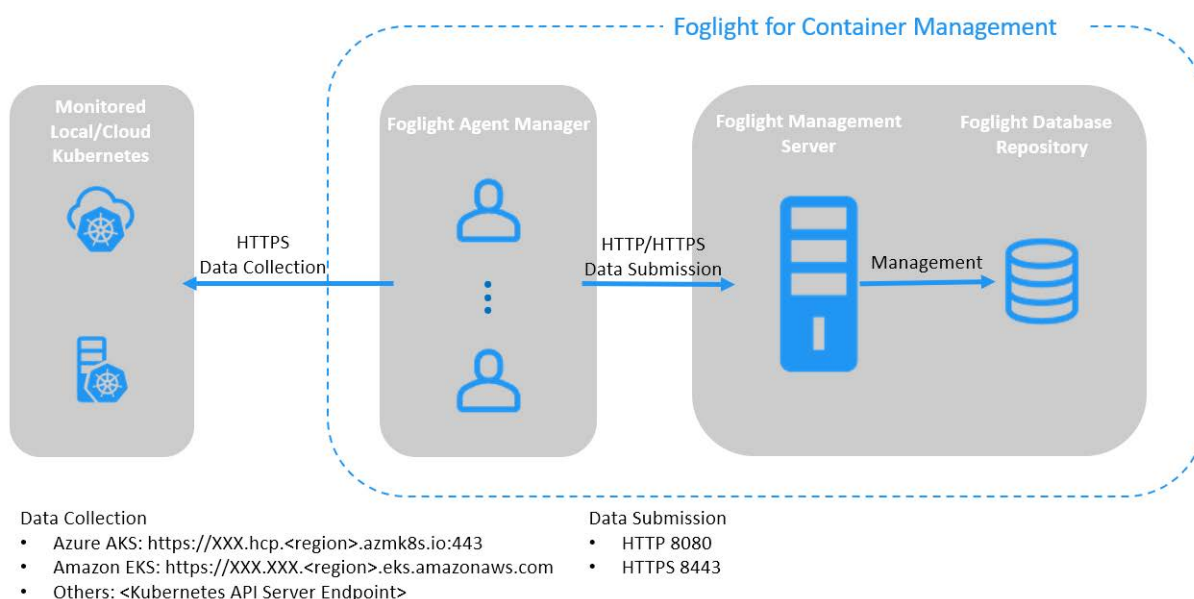 Foglight for Container Management
Monitored
Local/Cloud
Kubernetes
HTTPS
Data Collection
Foglight Agent Manager
HTTP/HTTPS
Data Submission
Foglight Management
Server
Management
Foglight Database
Repository
Data Collection
• Azure AKS: https://XXX.hcp.<region>.azmk8s.io:443
• Amazon EKS: https://XXX.XXX.<region>.eks.amazonaws.com
• Others: <Kubernetes API Server Endpoint>
Data Submission
• HTTP 8080
• HTTPS 8443